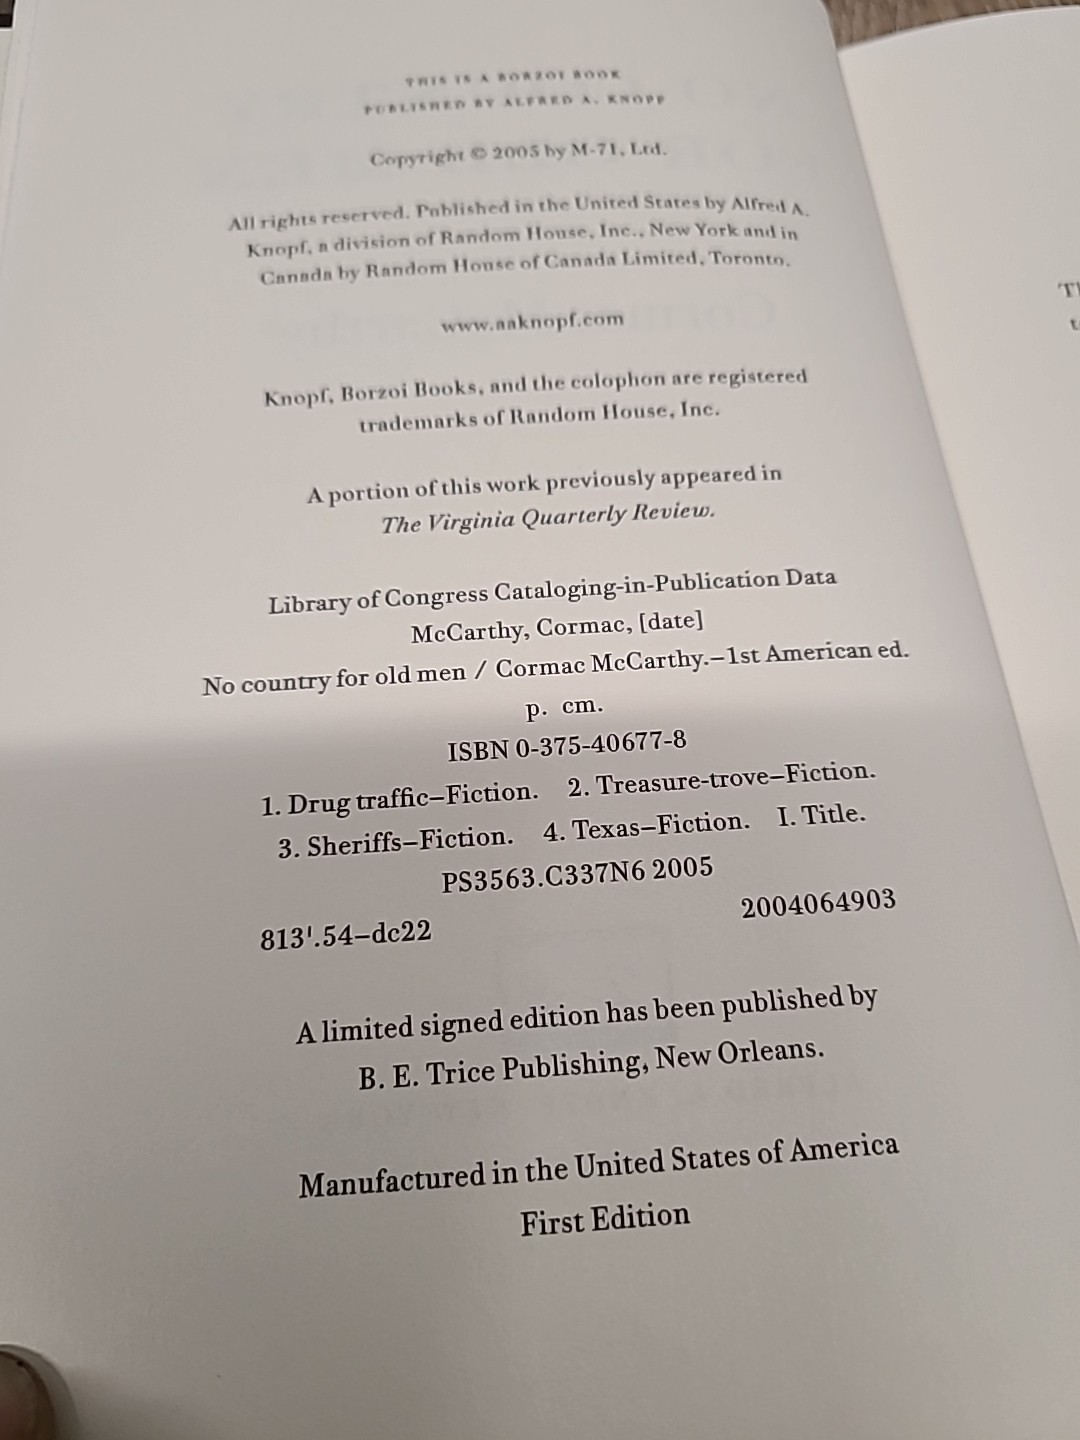 THIS IS A BORZOI BOOK
PUBLISHED BY ALFRED A. KNOPF
Copyright © 2005 by M-71, Ltd.
All rights reserved. Published in the United States by Alfred A.
Knopf, a division of Random House, Inc., New York and in
Canada by Random House of Canada Limited, Toronto.
www.aaknopf.com
Knopf, Borzoi Books, and the colophon are registered
trademarks of Random House, Inc.
A portion of this work previously appeared in
The Virginia Quarterly Review.
Library of Congress Cataloging-in-Publication Data
McCarthy, Cormac, [date]
No country for old men / Cormac McCarthy.—1st American ed.
p. cm.
ISBN 0-375-40677-8
1. Drug traffic—Fiction. 2. Treasure-trove—Fiction.
3. Sheriffs—Fiction. 4. Texas—Fiction. I. Title.
PS3563.C337N6 2005
813'.54—dc22 2004064903
A limited signed edition has been published by
B. E. Trice Publishing, New Orleans.
Manufactured in the United States of America
First Edition